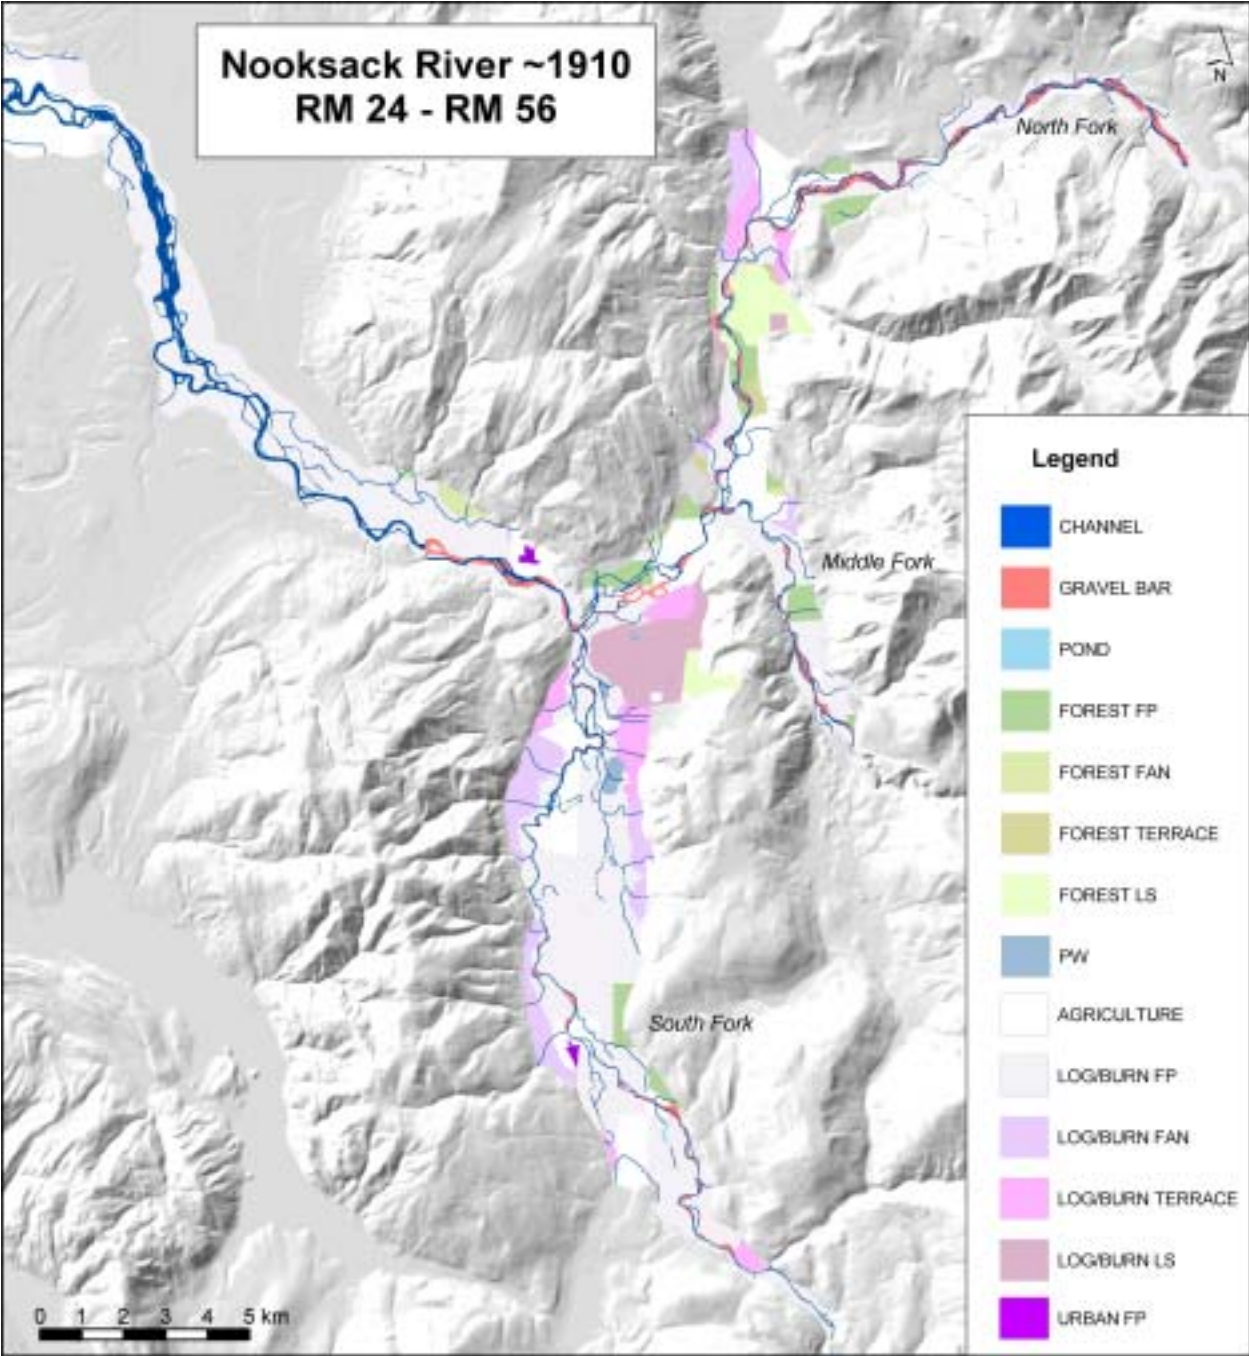 Nooksack River ~1910
RM 24 - RM 56
N
North Fork
Middle Fork
South Fork
Legend
CHANNEL
GRAVEL BAR
POND
FOREST FP
FOREST FAN
FOREST TERRACE
FOREST LS
PW
AGRICULTURE
LOG/BURN FP
LOG/BURN FAN
LOG/BURN TERRACE
LOG/BURN LS
URBAN FP
0 1 2 3 4 5 km